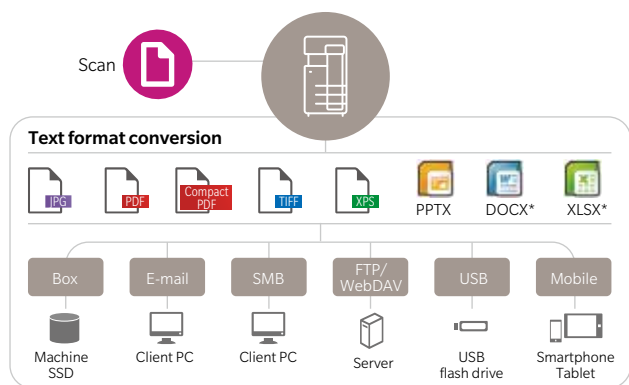 Scan
Text format conversion
IPG
PDF
Compact
PDF
TIFF
XPS
PPTX
DOCX*
XLSX*
Box
E-mail
SMB
FTP/
WebDAV
USB
Mobile
Machine
SSD
Client PC
Client PC
Server
USB
flash drive
Smartphone
Tablet